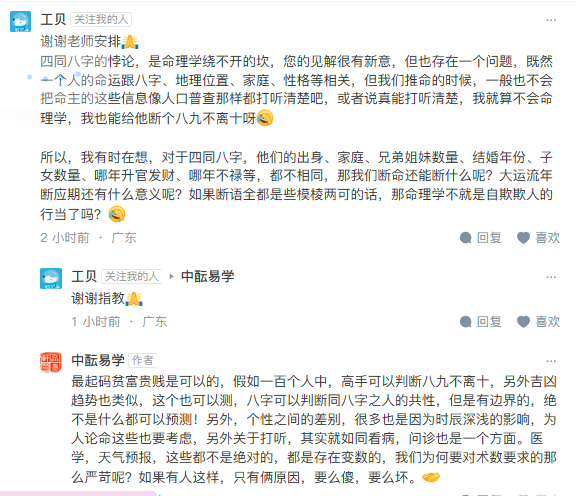 工贝 关注我的人 ···
谢谢老师安排🙏
四同八字的悖论，是命理学绕不开的坎，您的见解很有新意，但也存在一个问题，既然
一个人的命运跟八字、地理位置、家庭、性格等相关，但我们推命的时候，一般也不会
把命主的这些信息像人口普查那样都打听清楚吧，或者说真能打听清楚，我就算不会命
理学，我也能给他断个八九不离十呀🤣
所以，我有时在想，对于四同八字，他们的出身、家庭、兄弟姐妹数量、结婚年份、子
女数量、哪年升官发财、哪年不禄等，都不相同，那我们断命还能断什么呢？大运流年
断应期还有什么意义呢？如果断语全都是些模棱两可的话，那命理学不就是自欺欺人的
行当了吗？🤣
2 小时前 · 广东 回复 喜欢
工贝 关注我的人 ▸ 中酝易学 ···
谢谢指教🙏
1 小时前 · 广东 回复 喜欢
中酝易学 作者 ···
最起码贫富贵贱是可以的，假如一百个人中，高手可以判断八九不离十，另外吉凶
趋势也类似，这个也可以测，八字可以判断同八字之人的共性，但是有边界的，绝
不是什么都可以预测！另外，个性之间的差别，很多也是因为时辰深浅的影响，为
人论命这些也要考虑，另外关于打听，其实就如同看病，问诊也是一个方面。医
学，天气预报，这些都不是绝对的，都是存在变数的，我们为何要对术数要求的那
么严苛呢？如果有人这样，只有俩原因，要么傻，要么坏。🤝